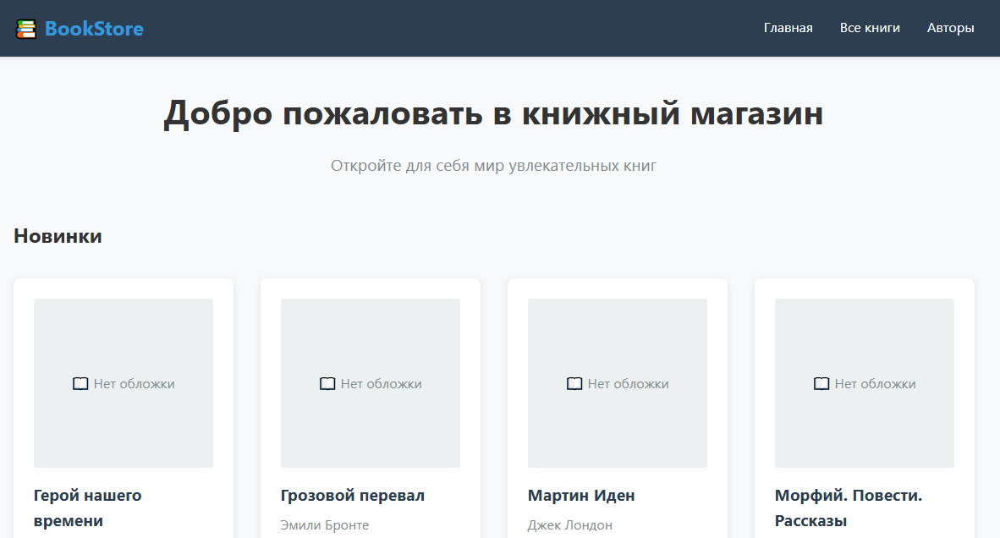 BookStore
Главная
Все книги
Авторы
Добро пожаловать в книжный магазин
Откройте для себя мир увлекательных книг
Новинки
Нет обложки
Нет обложки
Нет обложки
Нет обложки
Герой нашего
времени
Грозовой перевал
Эмили Бронте
Мартин Иден
Джек Лондон
Морфий. Повести.
Рассказы